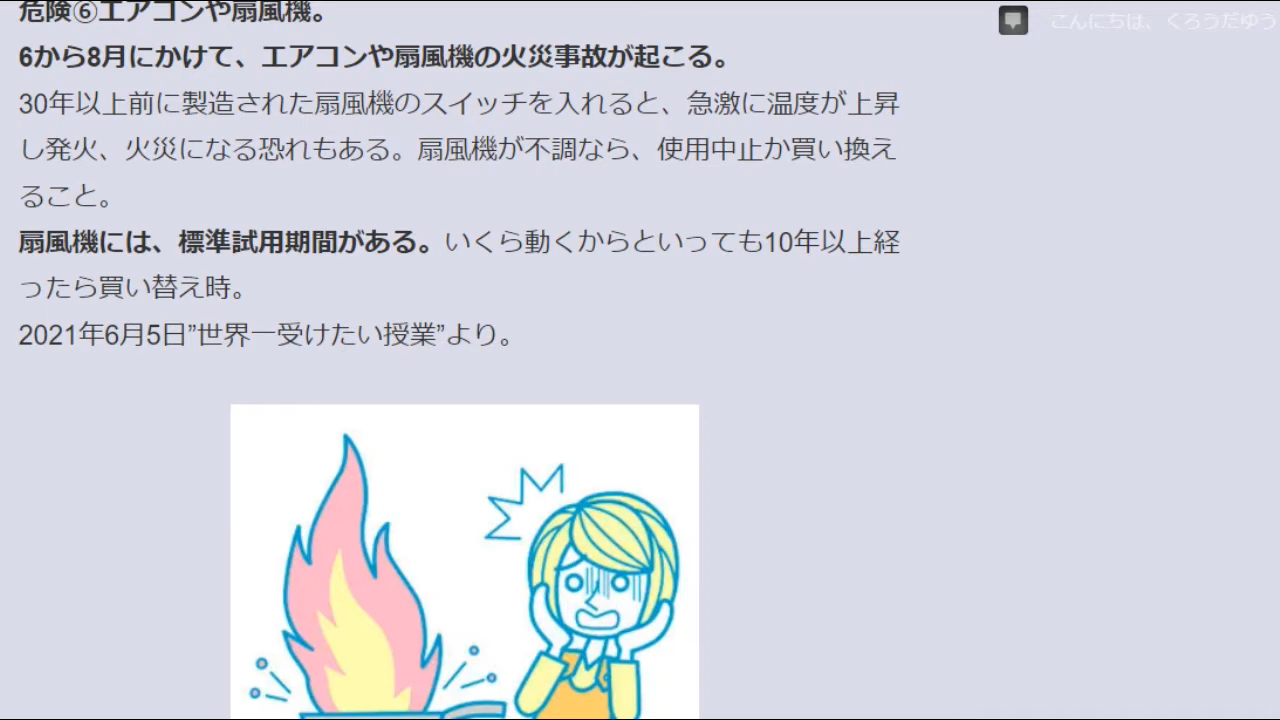 危険⑥エアコンや扇風機。
こんにちは、くろうだゆう
6から8月にかけて、エアコンや扇風機の火災事故が起こる。
30年以上前に製造された扇風機のスイッチを入れると、急激に温度が上昇
し発火、火災になる恐れもある。扇風機が不調なら、使用中止か買い換え
ること。
扇風機には、標準試用期間がある。いくら動くからといっても10年以上経
ったら買い替え時。
2021年6月5日”世界一受けたい授業”より。